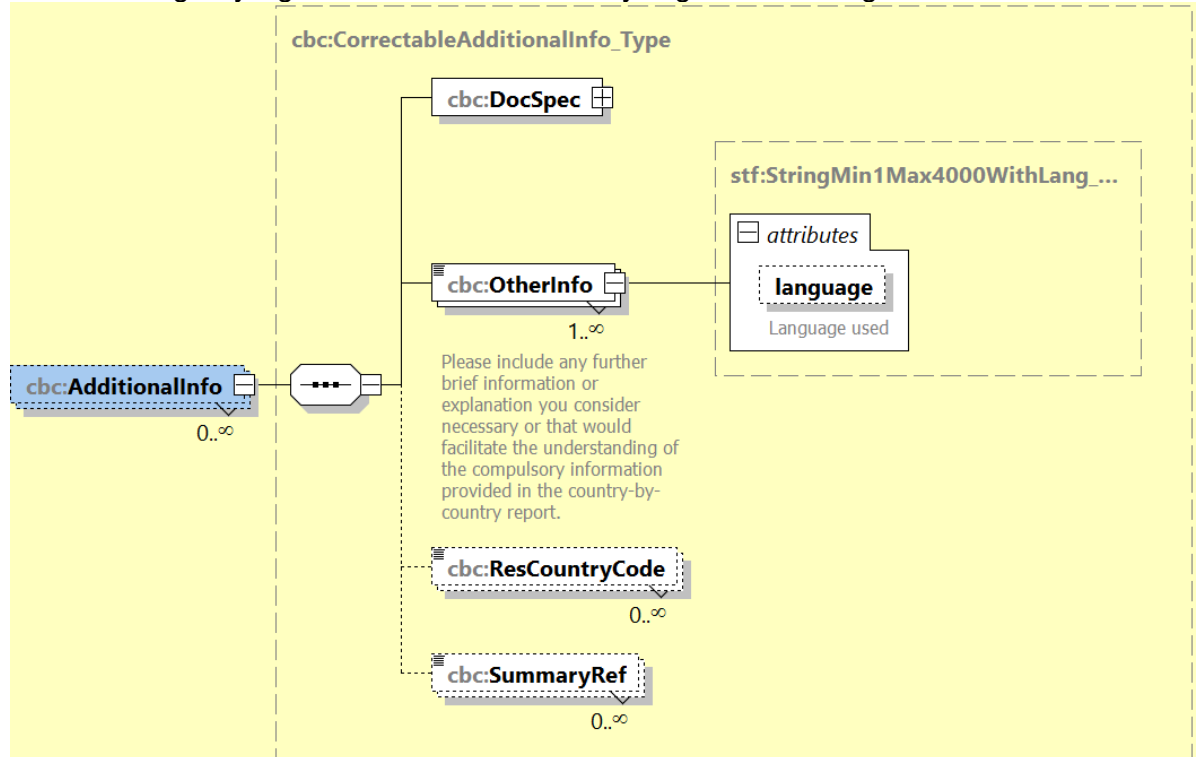 cbc:CorrectableAdditionalInfo_Type
cbc:DocSpec
stf:StringMin1Max4000WithLang_...
attributes
cbc:OtherInfo
language
Language used
1..∞
Please include any further
brief information or
explanation you consider
necessary or that would
facilitate the understanding of
the compulsory information
provided in the country-by-
country report.
cbc:AdditionalInfo
0..∞
cbc:ResCountryCode
0..∞
cbc:SummaryRef
0..∞